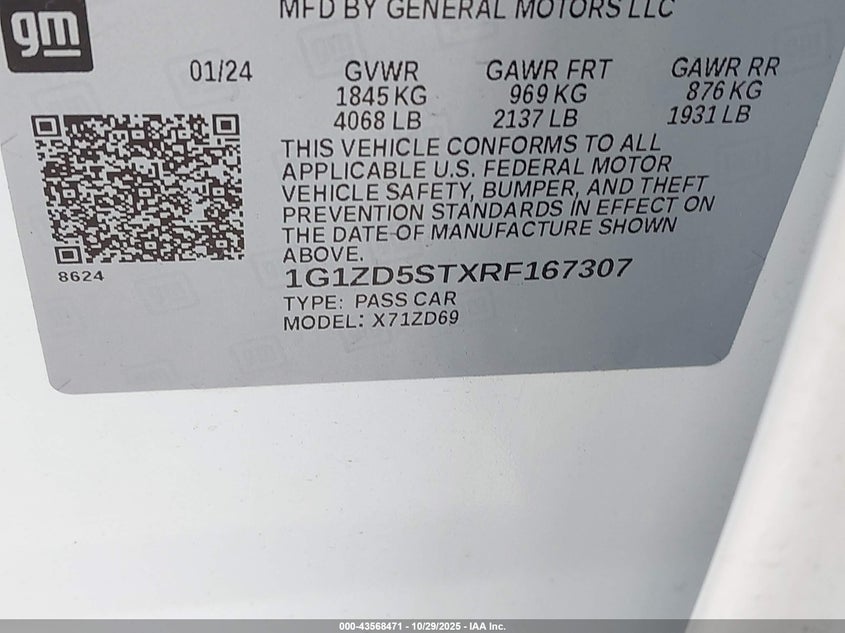 gm
MFD BY GENERAL MOTORS LLC
01/24 GVWR GAWR FRT GAWR RR
1845 KG 969 KG 876 KG
4068 LB 2137 LB 1931 LB
THIS VEHICLE CONFORMS TO ALL
APPLICABLE U.S. FEDERAL MOTOR
VEHICLE SAFETY, BUMPER, AND THEFT
PREVENTION STANDARDS IN EFFECT ON
THE DATE OF MANUFACTURE SHOWN
ABOVE.
8624
1G1ZD5STXRF167307
TYPE: PASS CAR
MODEL: X71ZD69
000-43568471 - 10/29/2025 - IAA Inc.